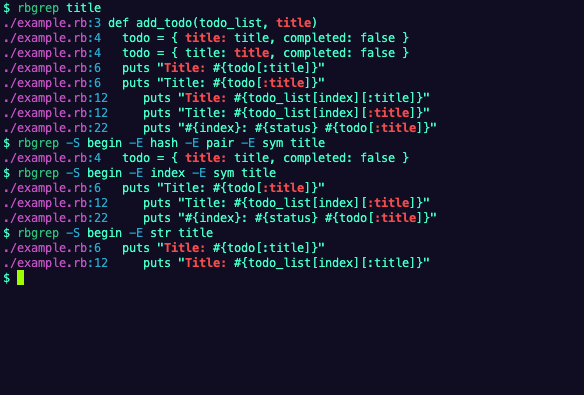 $ rbgrep title
./example.rb:3 def add_todo(todo_list, title)
./example.rb:4   todo = { title: title, completed: false }
./example.rb:4   todo = { title: title, completed: false }
./example.rb:6   puts "Title: #{todo[:title]}"
./example.rb:6   puts "Title: #{todo[:title]}"
./example.rb:12     puts "Title: #{todo_list[index][:title]}"
./example.rb:12     puts "Title: #{todo_list[index][:title]}"
./example.rb:22     puts "#{index}: #{status} #{todo[:title]}"
$ rbgrep -S begin -E hash -E pair -E sym title
./example.rb:4   todo = { title: title, completed: false }
$ rbgrep -S begin -E index -E sym title
./example.rb:6   puts "Title: #{todo[:title]}"
./example.rb:12     puts "Title: #{todo_list[index][:title]}"
./example.rb:22     puts "#{index}: #{status} #{todo[:title]}"
$ rbgrep -S begin -E str title
./example.rb:6   puts "Title: #{todo[:title]}"
./example.rb:12     puts "Title: #{todo_list[index][:title]}"
$